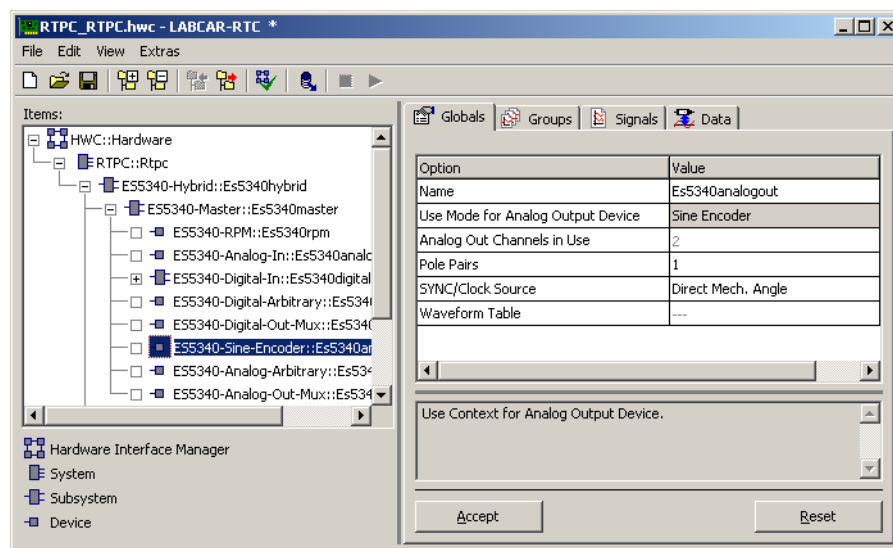 RTPC_RTPC.hwc - LABCAR-RTC *
File Edit View Extras
Items:
HWC::Hardware
RTPC::Rtpc
ES5340-Hybrid::Es5340hybrid
ES5340-Master::Es5340master
ES5340-RPM::Es5340rpm
ES5340-Analog-In::Es5340analo
ES5340-Digital-In::Es5340digital
ES5340-Digital-Arbitrary::Es534
ES5340-Digital-Out-Mux::Es534
ES5340-Sine-Encoder::Es5340ar
ES5340-Analog-Arbitrary::Es534
ES5340-Analog-Out-Mux::Es534
Hardware Interface Manager
System
Subsystem
Device
Globals Groups Signals Data
Option Value
Name Es5340analogout
Use Mode for Analog Output Device Sine Encoder
Analog Out Channels in Use 2
Pole Pairs 1
SYNC/Clock Source Direct Mech. Angle
Waveform Table ---
Use Context for Analog Output Device.
Accept Reset